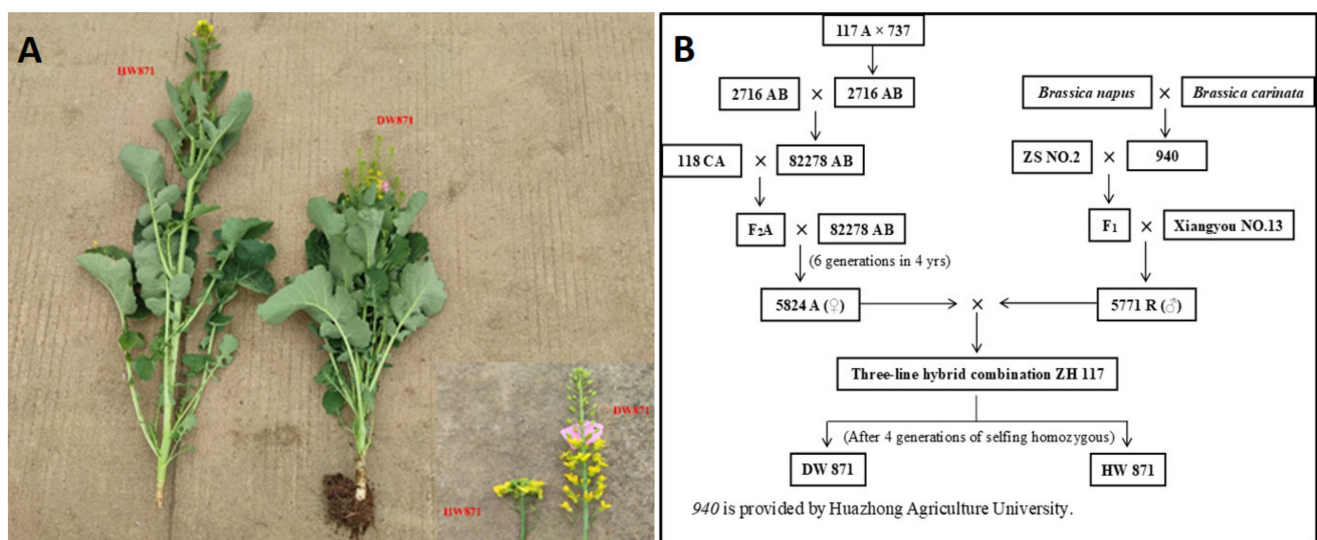 A
HW871
DW871
DW871
HW871
B
117 A × 737
2716 AB × 2716 AB
Brassica napus × Brassica carinata
118 CA × 82278 AB
ZS NO.2 × 940
F₂A × 82278 AB
F₁ × Xiangyou NO.13
(6 generations in 4 yrs)
5824 A (♀) × 5771 R (♂)
Three-line hybrid combination ZH 117
(After 4 generations of selfing homozygous)
DW 871
HW 871
940 is provided by Huazhong Agriculture University.